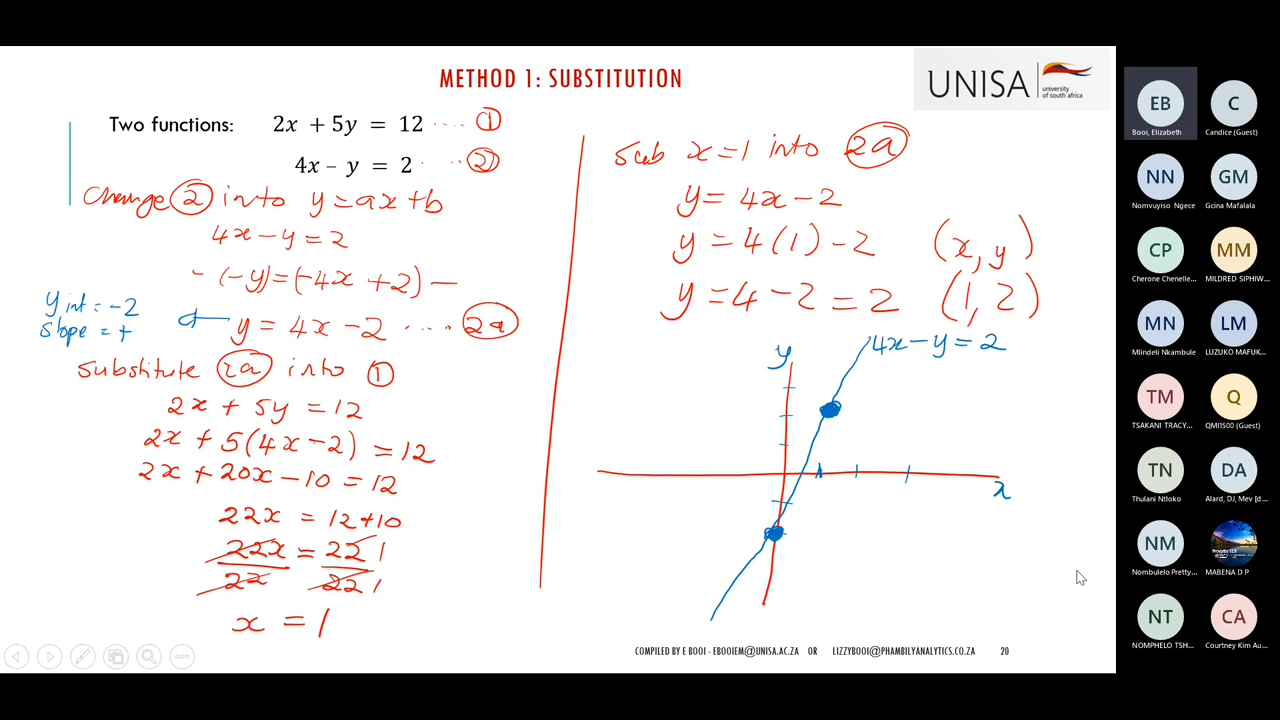 METHOD 1: SUBSTITUTION
UNISA
university
of south africa
Two functions: 2x + 5y = 12 ..... ①
4x − y = 2 ..... ②
Change ② into y = ax + b
4x − y = 2
- (−y) = (−4x + 2) −
y int = −2
slope = +
y = 4x − 2 .... 2a
substitute 2a into ①
2x + 5y = 12
2x + 5(4x − 2) = 12
2x + 20x − 10 = 12
22x = 12 + 10
22x = 22 1
22 22 1
x = 1
Sub x = 1 into 2a
y = 4x − 2
y = 4(1) − 2 (x, y)
y = 4 − 2 = 2 (1, 2)
4x − y = 2
y
x
COMPILED BY E BOOI - EBOOIEM@UNISA.AC.ZA OR LIZZYBOOI@PHAMBILYANALYTICS.CO.ZA 20
EB C
Booi, Elizabeth Candice (Guest)
NN GM
Nomvuyiso Ngece Gcina Mafalala
CP MM
Cherone Chenelle... MILDRED SIPHIW...
MN LM
Mlindeli Nkambule LUZUKO MAFUK...
TM Q
TSAKANI TRACY... QMI1500 (Guest)
TN DA
Thulani Ntloko Alard, DJ, Mev [d...
NM
Nombulelo Pretty... MABENA D P
NT CA
NOMPHELO TSH... Courtney Kim Au...